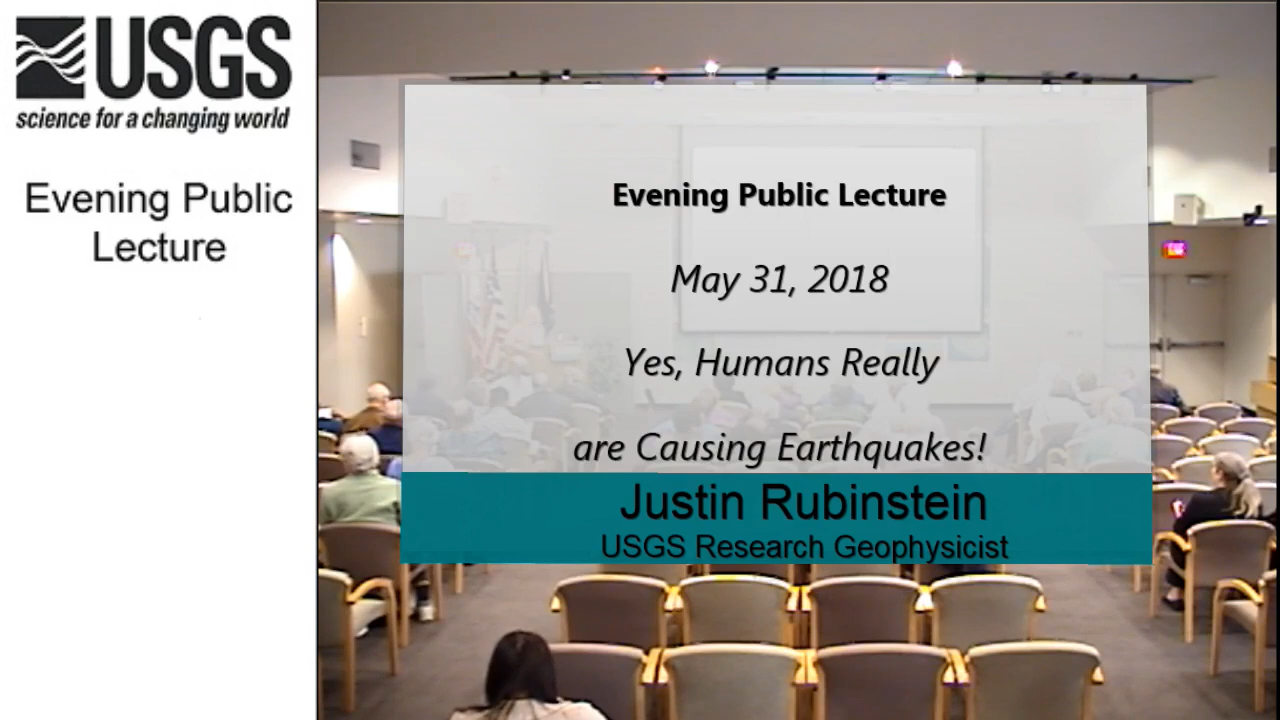 USGS
science for a changing world
Evening Public
Lecture
Evening Public Lecture
May 31, 2018
Yes, Humans Really
are Causing Earthquakes!
Justin Rubinstein
USGS Research Geophysicist